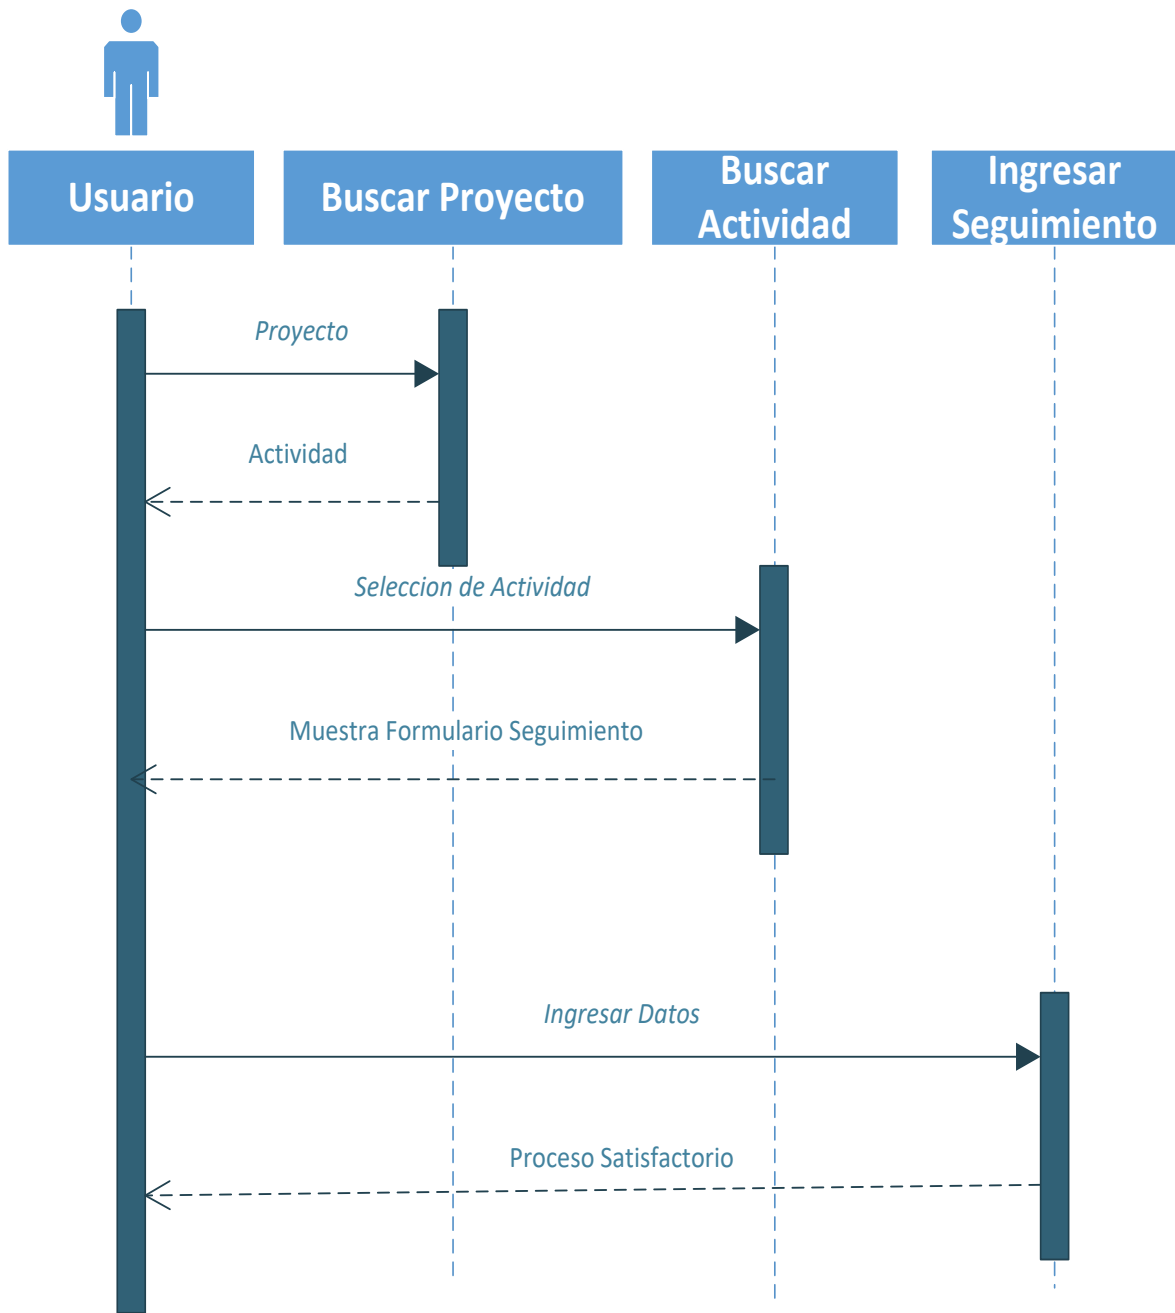 Usuario
Buscar Proyecto
Buscar
Actividad
Ingresar
Seguimiento
Proyecto
Actividad
Seleccion de Actividad
Muestra Formulario Seguimiento
Ingresar Datos
Proceso Satisfactorio